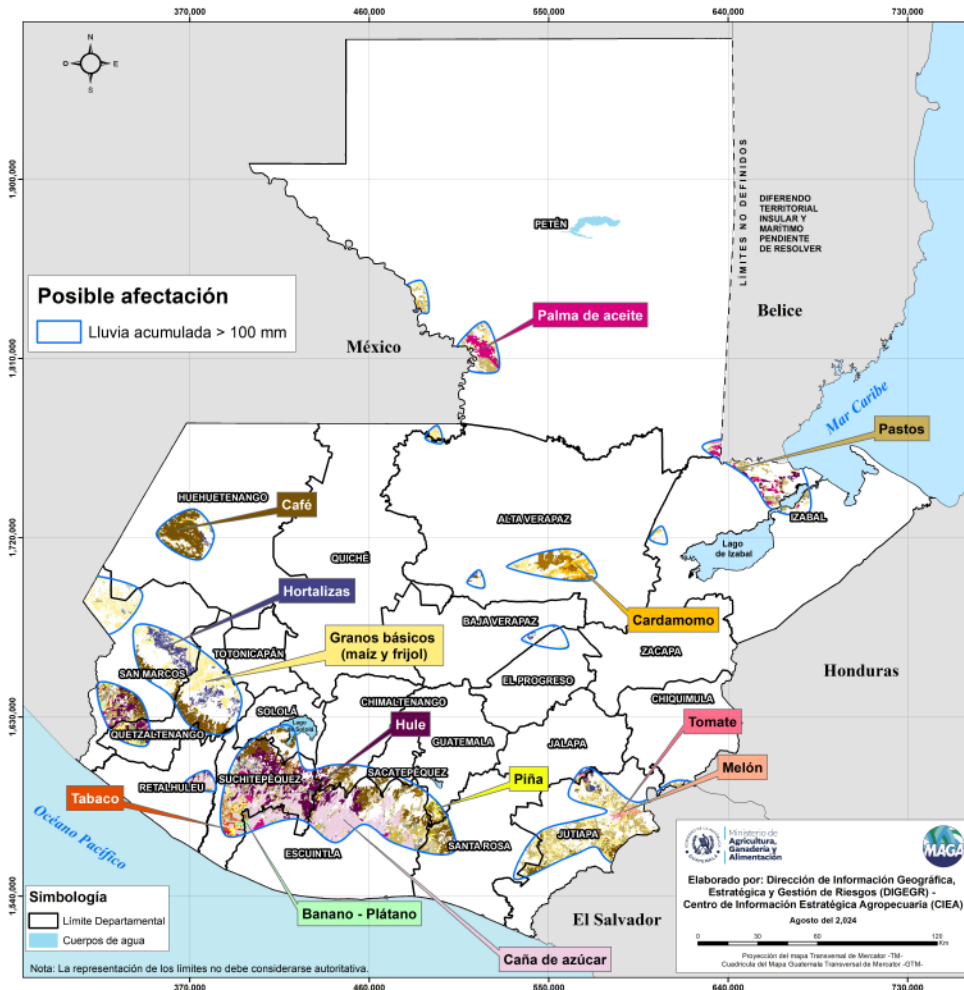 370,000
460,000
550,000
640,000
730,000
N
O
E
S
1,900,000
1,900,000
LÍMITES NO DEFINIDOS
DIFERENDO
TERRITORIAL
INSULAR Y
MARÍTIMO
PENDIENTE
DE RESOLVER
PETÉN
Posible afectación
Lluvia acumulada > 100 mm
Palma de aceite
Belice
México
1,810,000
Mar Caribe
Pastos
HUEHUETENANGO
Café
ALTA VERAPAZ
IZABAL
1,720,000
1,720,000
QUICHÉ
Lago
de Izabal
Hortalizas
Cardamomo
BAJA VERAPAZ
Granos básicos
(maíz y frijol)
TOTONICAPÁN
ZACAPA
SAN MARCOS
EL PROGRESO
Honduras
CHIQUIMULA
CHIMALTENANGO
SOLOLÁ
1,630,000
1,630,000
Hule
Tomate
QUETZALTENANGO
GUATEMALA
JALAPA
Melón
SACATEPÉQUEZ
SUCHITEPÉQUEZ
RETALHULEU
Piña
Tabaco
Océano Pacífico
JUTIAPA
SANTA ROSA
ESCUINTLA
Ministerio de
Agricultura,
Ganadería y
Alimentación
MAGA
Elaborado por: Dirección de Información Geográfica,
Estratégica y Gestión de Riesgos (DIGEGR) -
Centro de Información Estratégica Agropecuaria (CIEA)
Agosto del 2,024
0
30
60
120
Km
Proyección del mapa Transversal de Mercator -TM-
Cuadrícula del Mapa Guatemala Transversal de Mercator -GTM-
Simbología
Límite Departamental
Cuerpos de agua
1,540,000
Banano - Plátano
El Salvador
Caña de azúcar
Nota: La representación de los límites no debe considerarse autoritativa.
370,000
460,000
550,000
640,000
730,000